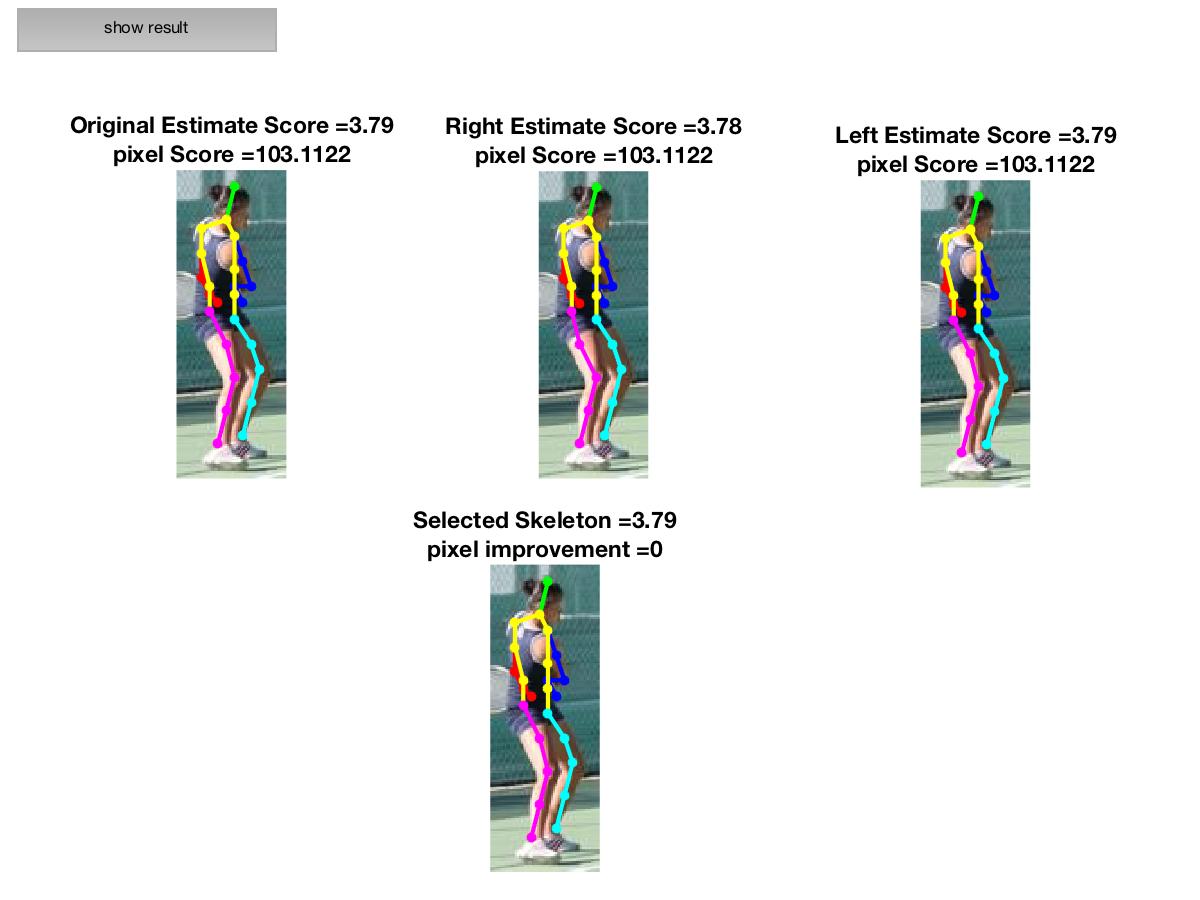 show result
Original Estimate Score =3.79
pixel Score =103.1122
Right Estimate Score =3.78
pixel Score =103.1122
Left Estimate Score =3.79
pixel Score =103.1122
Selected Skeleton =3.79
pixel improvement =0